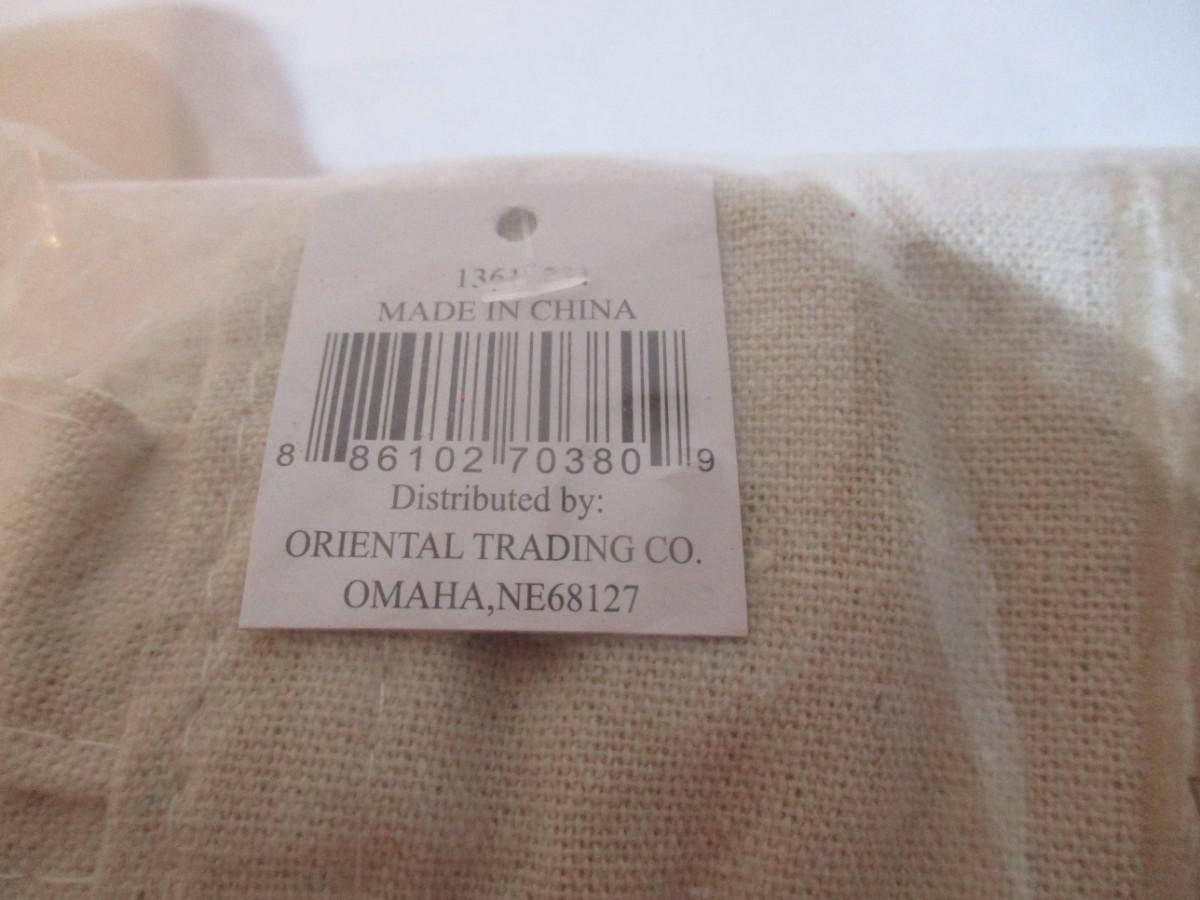 MADE IN CHINA
8 86102 70380 9
Distributed by:
ORIENTAL TRADING CO.
OMAHA,NE68127